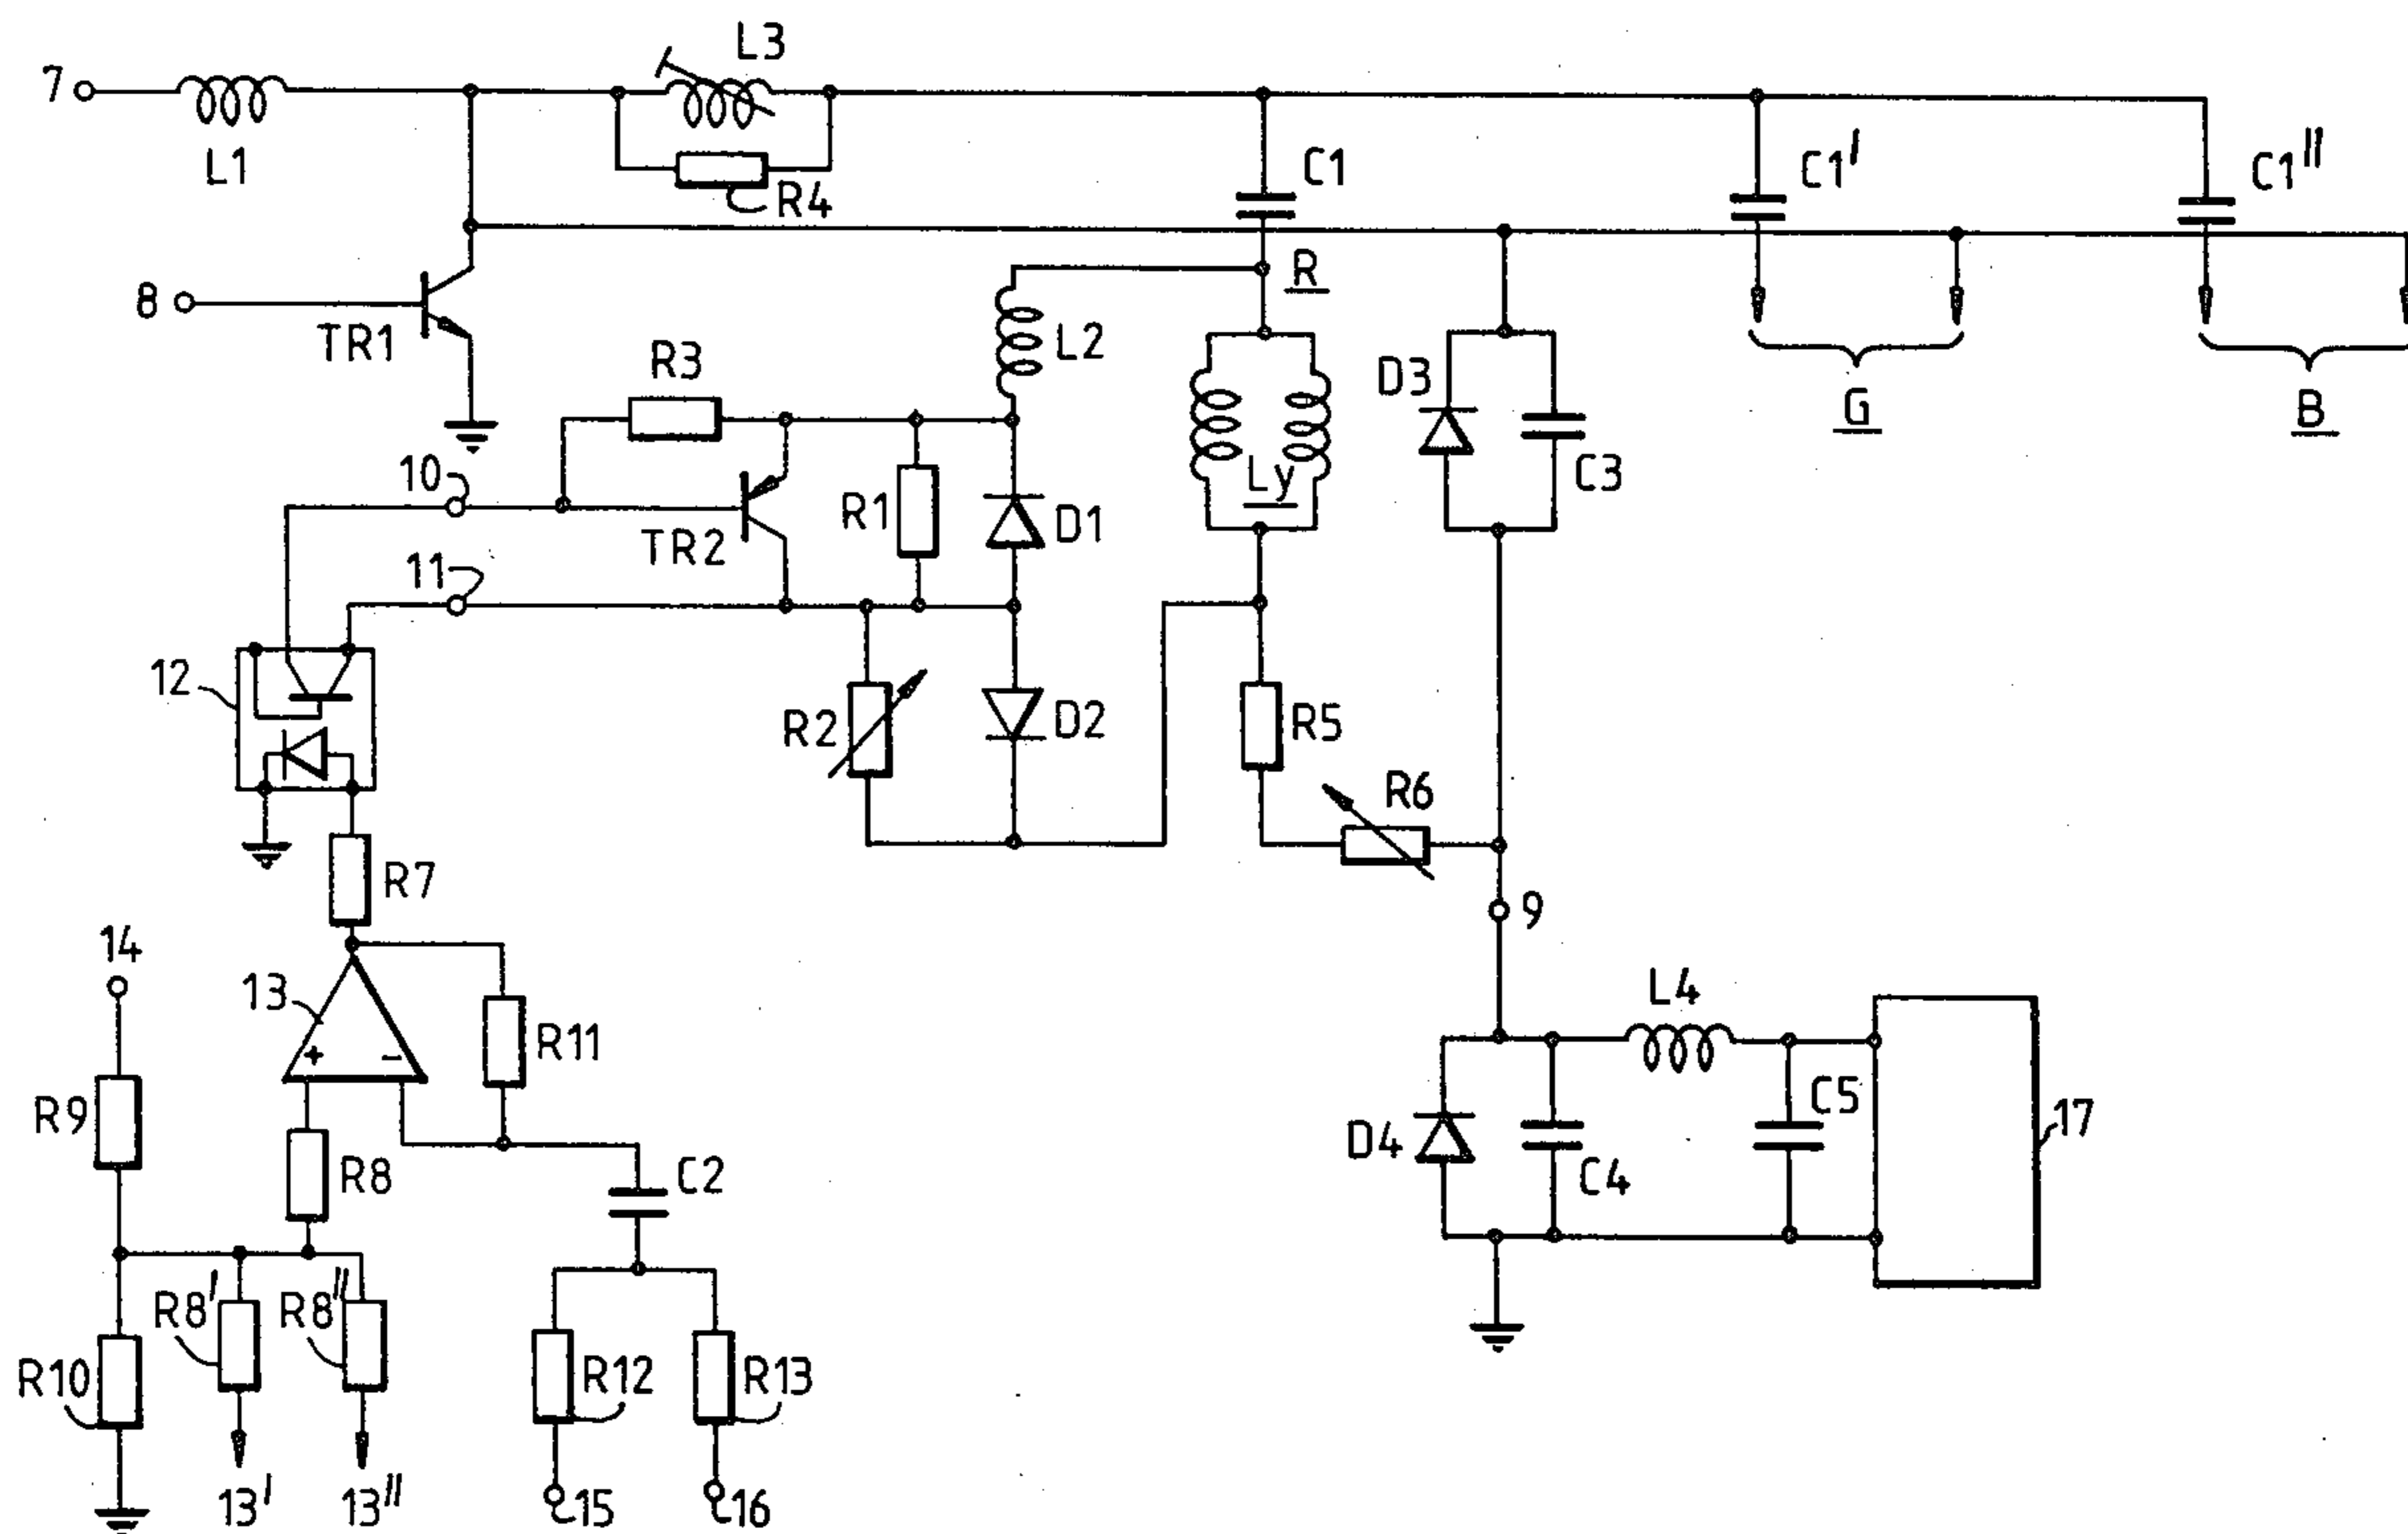 7
L1
L3
R4
C1
C1'
C1''
8
TR1
R3
L2
R
D3
C3
G
B
10
TR2
R1
D1
Ly
11
12
R2
D2
R5
R6
R7
9
14
13
+
-
R11
L4
C5
17
R9
R8
C2
D4
C4
R8'
R8''
R10
R12
R13
13'
13''
15
16